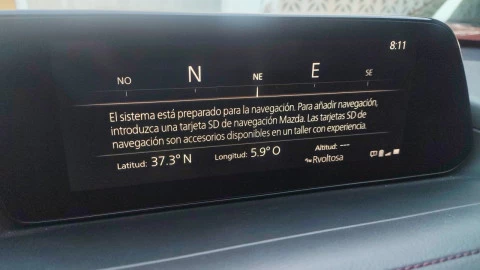 8:11
NO N NE E SE
El sistema está preparado para la navegación. Para añadir navegación,
introduzca una tarjeta SD de navegación Mazda. Las tarjetas SD de
navegación son accesorios disponibles en un taller con experiencia.
Latitud: 37.3° N Longitud: 5.9° O Altitud: ---
Rvoltosa